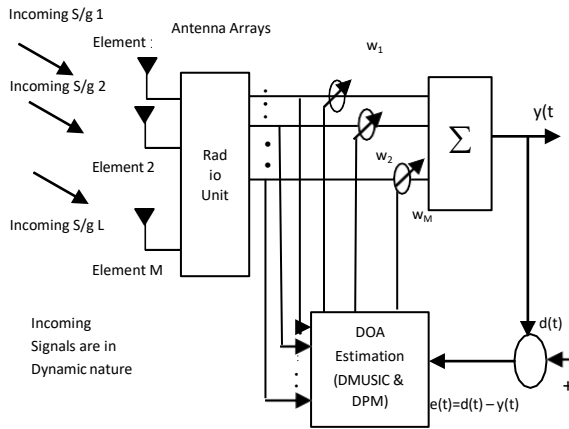 Incoming S/g 1
Element :
Antenna Arrays
w1
Incoming S/g 2
y(t
Rad
io
Unit
Σ
Element 2
w2
Incoming S/g L
wM
Element M
Incoming
Signals are in
Dynamic nature
DOA
Estimation
(DMUSIC &
DPM)
d(t)
+
e(t)=d(t) – y(t)